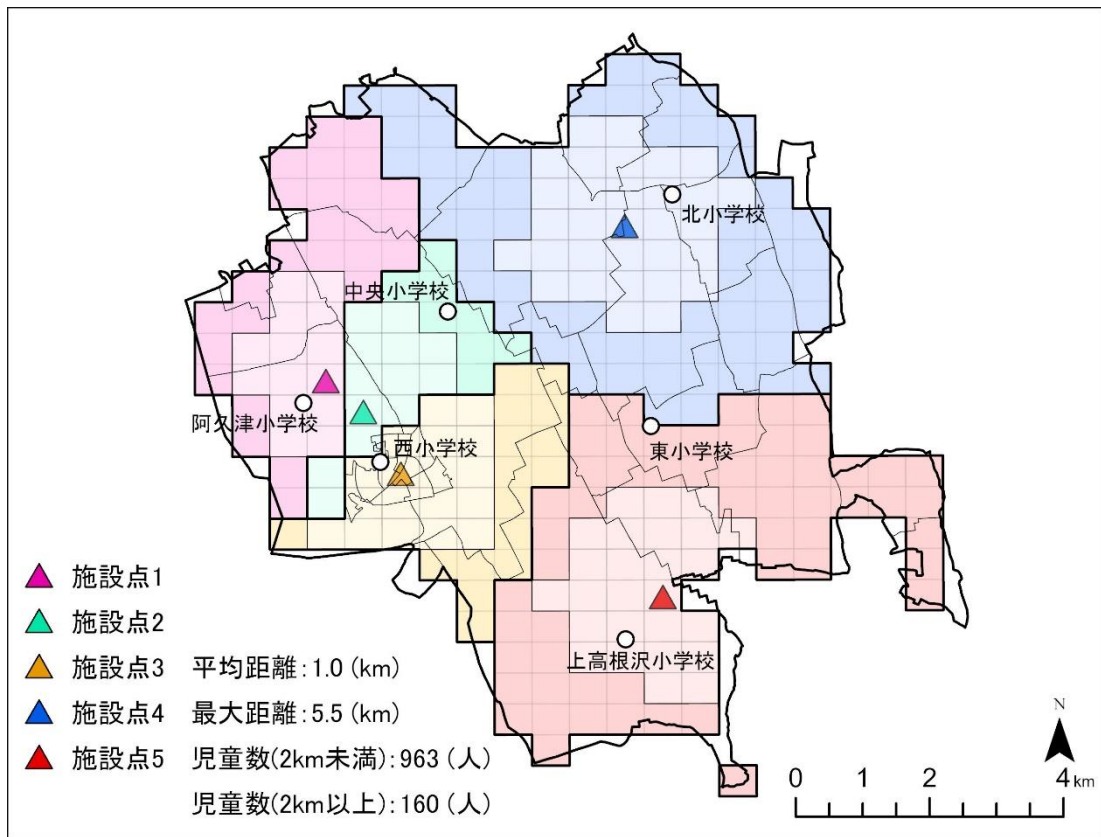 北小学校
中央小学校
阿久津小学校
西小学校
東小学校
上高根沢小学校
施設点1
施設点2
施設点3 平均距離:1.0 (km)
施設点4 最大距離:5.5 (km)
施設点5 児童数(2km未満):963 (人)
児童数(2km以上):160 (人)
N
0 1 2 4 km